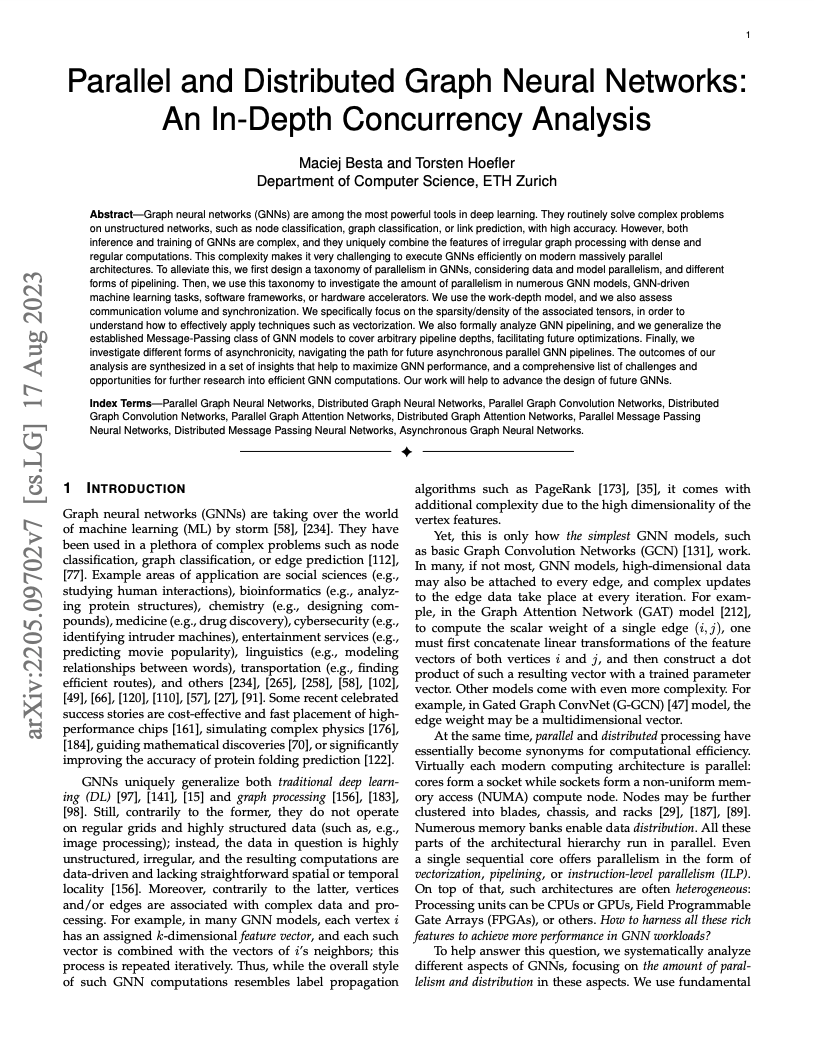 1
Parallel and Distributed Graph Neural Networks:
An In-Depth Concurrency Analysis
Maciej Besta and Torsten Hoefler
Department of Computer Science, ETH Zurich
Abstract—Graph neural networks (GNNs) are among the most powerful tools in deep learning. They routinely solve complex problems
on unstructured networks, such as node classification, graph classification, or link prediction, with high accuracy. However, both
inference and training of GNNs are complex, and they uniquely combine the features of irregular graph processing with dense and
regular computations. This complexity makes it very challenging to execute GNNs efficiently on modern massively parallel
architectures. To alleviate this, we first design a taxonomy of parallelism in GNNs, considering data and model parallelism, and different
forms of pipelining. Then, we use this taxonomy to investigate the amount of parallelism in numerous GNN models, GNN-driven
machine learning tasks, software frameworks, or hardware accelerators. We use the work-depth model, and we also assess
communication volume and synchronization. We specifically focus on the sparsity/density of the associated tensors, in order to
understand how to effectively apply techniques such as vectorization. We also formally analyze GNN pipelining, and we generalize the
established Message-Passing class of GNN models to cover arbitrary pipeline depths, facilitating future optimizations. Finally, we
investigate different forms of asynchronicity, navigating the path for future asynchronous parallel GNN pipelines. The outcomes of our
analysis are synthesized in a set of insights that help to maximize GNN performance, and a comprehensive list of challenges and
opportunities for further research into efficient GNN computations. Our work will help to advance the design of future GNNs.
Index Terms—Parallel Graph Neural Networks, Distributed Graph Neural Networks, Parallel Graph Convolution Networks, Distributed
Graph Convolution Networks, Parallel Graph Attention Networks, Distributed Graph Attention Networks, Parallel Message Passing
Neural Networks, Distributed Message Passing Neural Networks, Asynchronous Graph Neural Networks.
arXiv:2205.09702v7 [cs.LG] 17 Aug 2023
1 INTRODUCTION
Graph neural networks (GNNs) are taking over the world
of machine learning (ML) by storm [58], [234]. They have
been used in a plethora of complex problems such as node
classification, graph classification, or edge prediction [112],
[77]. Example areas of application are social sciences (e.g.,
studying human interactions), bioinformatics (e.g., analyz-
ing protein structures), chemistry (e.g., designing com-
pounds), medicine (e.g., drug discovery), cybersecurity (e.g.,
identifying intruder machines), entertainment services (e.g.,
predicting movie popularity), linguistics (e.g., modeling
relationships between words), transportation (e.g., finding
efficient routes), and others [234], [265], [258], [58], [102],
[49], [66], [120], [110], [57], [27], [91]. Some recent celebrated
success stories are cost-effective and fast placement of high-
performance chips [161], simulating complex physics [176],
[184], guiding mathematical discoveries [70], or significantly
improving the accuracy of protein folding prediction [122].
GNNs uniquely generalize both traditional deep learn-
ing (DL) [97], [141], [15] and graph processing [156], [183],
[98]. Still, contrarily to the former, they do not operate
on regular grids and highly structured data (such as, e.g.,
image processing); instead, the data in question is highly
unstructured, irregular, and the resulting computations are
data-driven and lacking straightforward spatial or temporal
locality [156]. Moreover, contrarily to the latter, vertices
and/or edges are associated with complex data and pro-
cessing. For example, in many GNN models, each vertex i
has an assigned k-dimensional feature vector, and each such
vector is combined with the vectors of i's neighbors; this
process is repeated iteratively. Thus, while the overall style
of such GNN computations resembles label propagation
algorithms such as PageRank [173], [35], it comes with
additional complexity due to the high dimensionality of the
vertex features.
Yet, this is only how the simplest GNN models, such
as basic Graph Convolution Networks (GCN) [131], work.
In many, if not most, GNN models, high-dimensional data
may also be attached to every edge, and complex updates
to the edge data take place at every iteration. For exam-
ple, in the Graph Attention Network (GAT) model [212],
to compute the scalar weight of a single edge (i, j), one
must first concatenate linear transformations of the feature
vectors of both vertices i and j, and then construct a dot
product of such a resulting vector with a trained parameter
vector. Other models come with even more complexity. For
example, in Gated Graph ConvNet (G-GCN) [47] model, the
edge weight may be a multidimensional vector.
At the same time, parallel and distributed processing have
essentially become synonyms for computational efficiency.
Virtually each modern computing architecture is parallel:
cores form a socket while sockets form a non-uniform mem-
ory access (NUMA) compute node. Nodes may be further
clustered into blades, chassis, and racks [29], [187], [89].
Numerous memory banks enable data distribution. All these
parts of the architectural hierarchy run in parallel. Even
a single sequential core offers parallelism in the form of
vectorization, pipelining, or instruction-level parallelism (ILP).
On top of that, such architectures are often heterogeneous:
Processing units can be CPUs or GPUs, Field Programmable
Gate Arrays (FPGAs), or others. How to harness all these rich
features to achieve more performance in GNN workloads?
To help answer this question, we systematically analyze
different aspects of GNNs, focusing on the amount of paral-
lelism and distribution in these aspects. We use fundamental